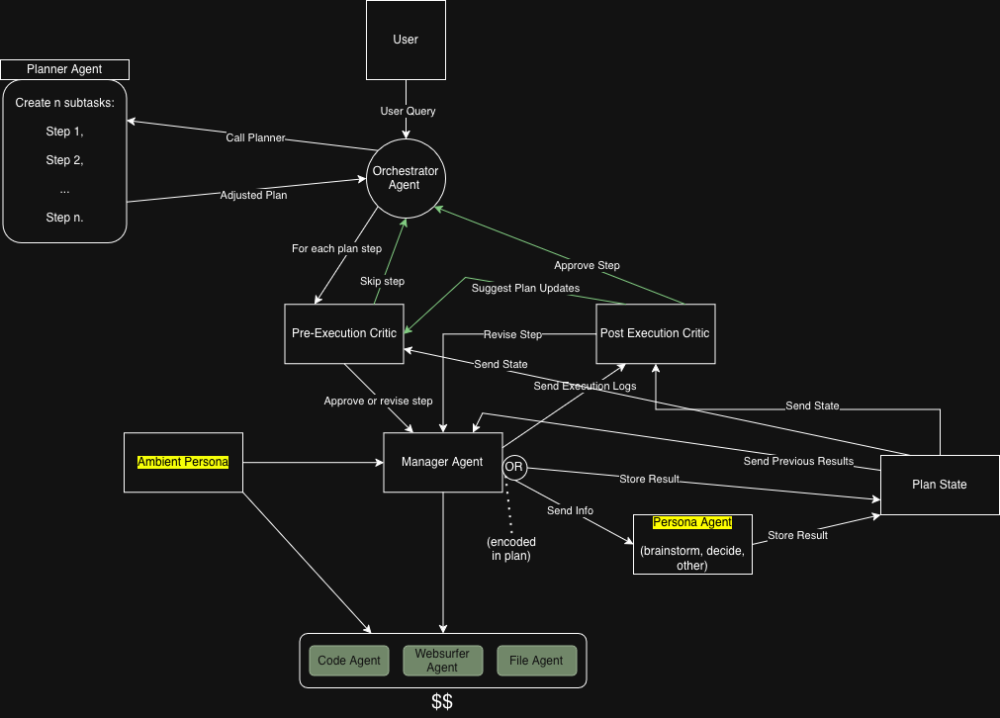 User
Planner Agent
User Query
Create n subtasks:
Step 1,
Step 2,
...
Step n.
Call Planner
Orchestrator
Agent
Adjusted Plan
For each plan step
Skip step
Approve Step
Suggest Plan Updates
Pre-Execution Critic
Revise Step
Post Execution Critic
Send State
Send Execution Logs
Approve or revise step
Send State
Ambient Persona
Manager Agent
OR
Send Previous Results
Store Result
Plan State
Send Info
(encoded
in plan)
Persona Agent
(brainstorm, decide,
other)
Store Result
Code Agent
Websurfer
Agent
File Agent
$$